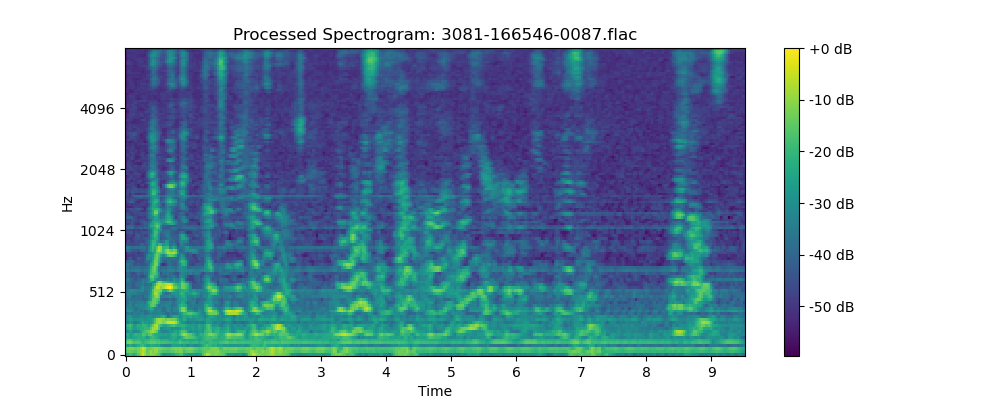 Processed Spectrogram: 3081-166546-0087.flac
+0 dB
4096
-10 dB
-20 dB
2048
Hz
-30 dB
1024
-40 dB
512
-50 dB
0
0 1 2 3 4 5 6 7 8 9
Time